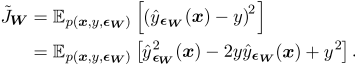 J̃_𝑾 = 𝔼_{p(𝒙,y,𝝐_𝑾)} [(ŷ_{𝝐_𝑾}(𝒙) − y)²]
= 𝔼_{p(𝒙,y,𝝐_𝑾)} [ŷ²_{𝝐_𝑾}(𝒙) − 2yŷ_{𝝐_𝑾}(𝒙) + y²] .